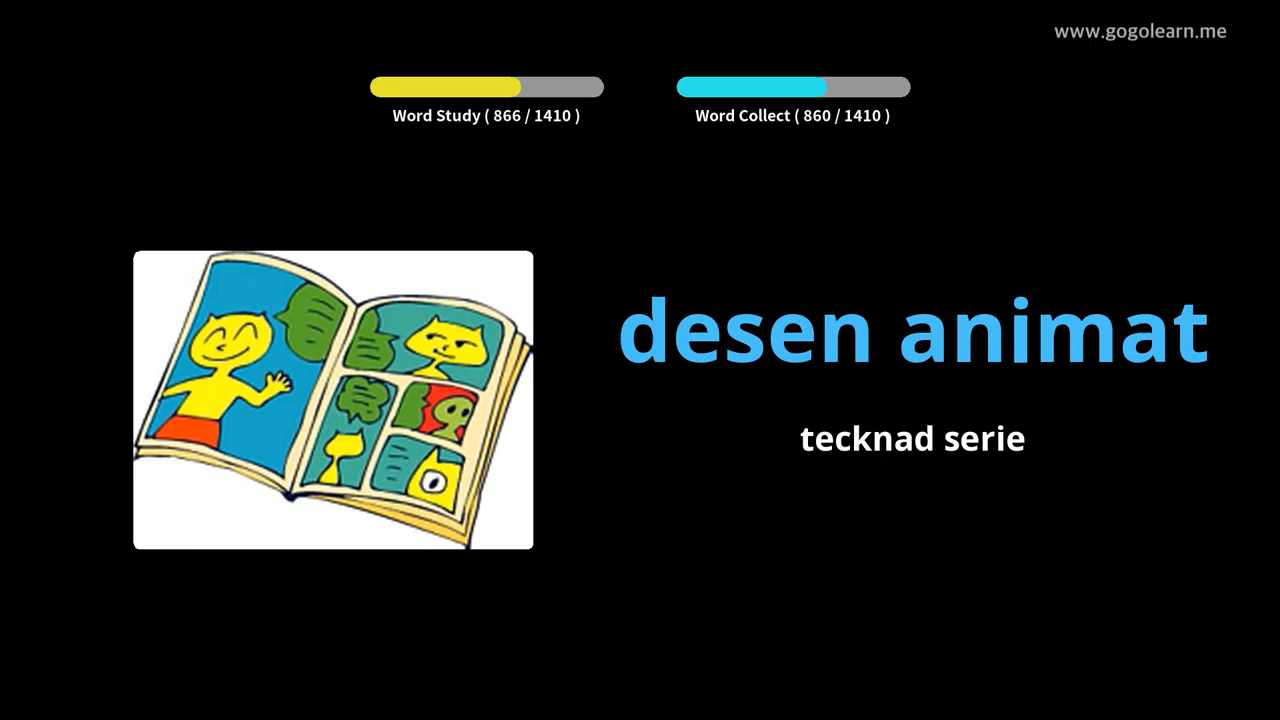 www.gogolearn.me
Word Study ( 866 / 1410 )
Word Collect ( 860 / 1410 )
desen animat
tecknad serie